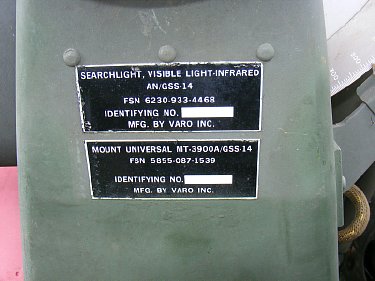 SEARCHLIGHT, VISIBLE LIGHT-INFRARED
AN/GSS-14
FSN 6230-933-4468
IDENTIFYING NO.
MFG. BY VARO INC.
MOUNT UNIVERSAL MT-3900A/GSS-14
FSN 5855-087-1539
IDENTIFYING NO.
MFG. BY VARO INC.